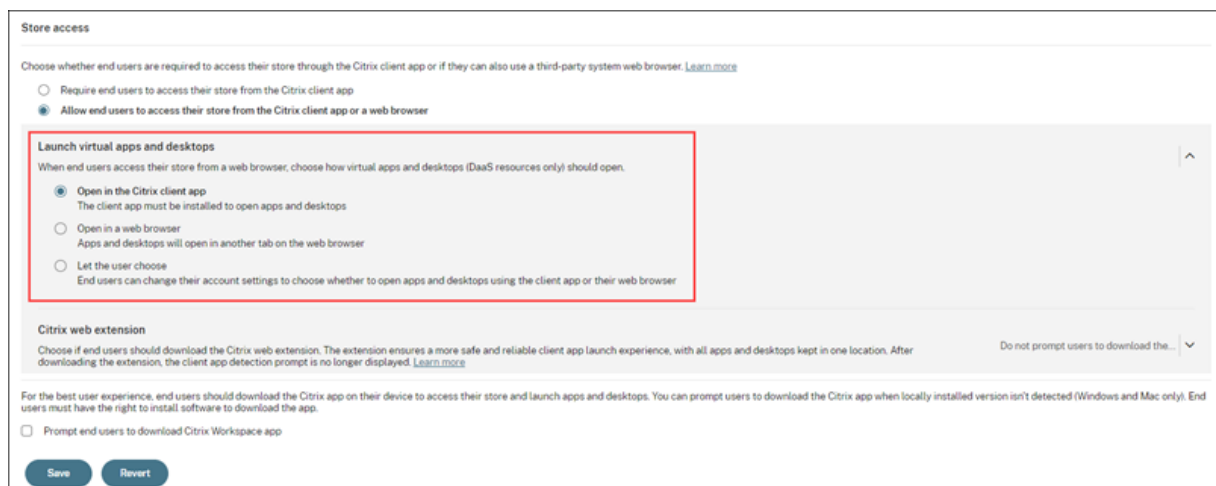 Store access
Choose whether end users are required to access their store through the Citrix client app or if they can also use a third-party system web browser. Learn more
Require end users to access their store from the Citrix client app
Allow end users to access their store from the Citrix client app or a web browser
Launch virtual apps and desktops
When end users access their store from a web browser, choose how virtual apps and desktops (DaaS resources only) should open.
Open in the Citrix client app
The client app must be installed to open apps and desktops
Open in a web browser
Apps and desktops will open in another tab on the web browser
Let the user choose
End users can change their account settings to choose whether to open apps and desktops using the client app or their web browser
Citrix web extension
Choose if end users should download the Citrix web extension. The extension ensures a more safe and reliable client app launch experience, with all apps and desktops kept in one location. After
downloading the extension, the client app detection prompt is no longer displayed. Learn more
Do not prompt users to download the...
For the best user experience, end users should download the Citrix app on their device to access their store and launch apps and desktops. You can prompt users to download the Citrix app when locally installed version isn't detected (Windows and Mac only). End
users must have the right to install software to download the app.
Prompt end users to download Citrix Workspace app
Save Revert